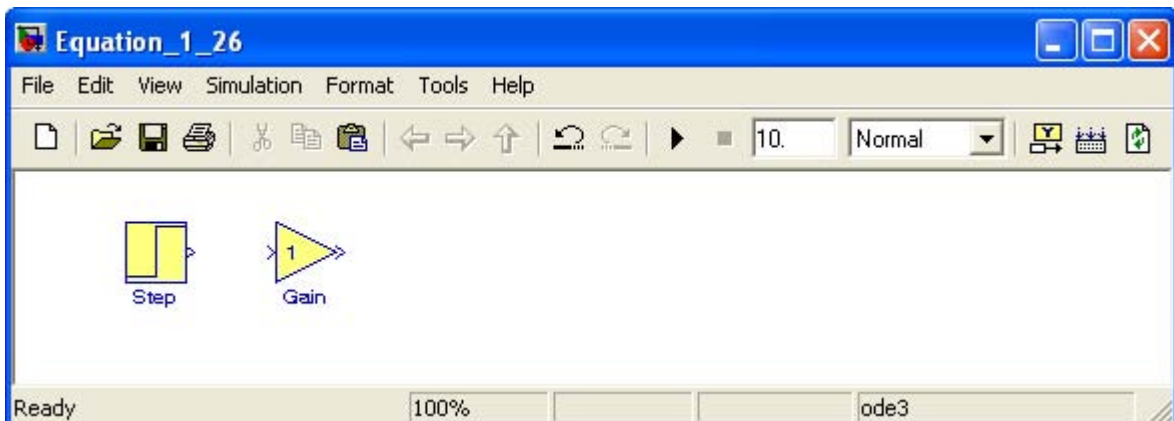 Equation_1_26
File Edit View Simulation Format Tools Help
10. Normal
1
Step Gain
Ready 100% ode3